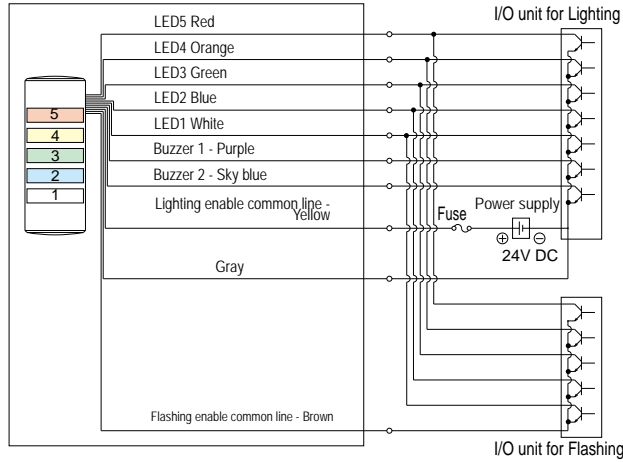 I/O unit for Lighting
LED5 Red
LED4 Orange
LED3 Green
LED2 Blue
LED1 White
Buzzer 1 - Purple
Buzzer 2 - Sky blue
Lighting enable common line -
Yellow
Gray
Flashing enable common line - Brown
5
4
3
2
1
Fuse
Power supply
⊕ ⊖
24V DC
I/O unit for Flashing